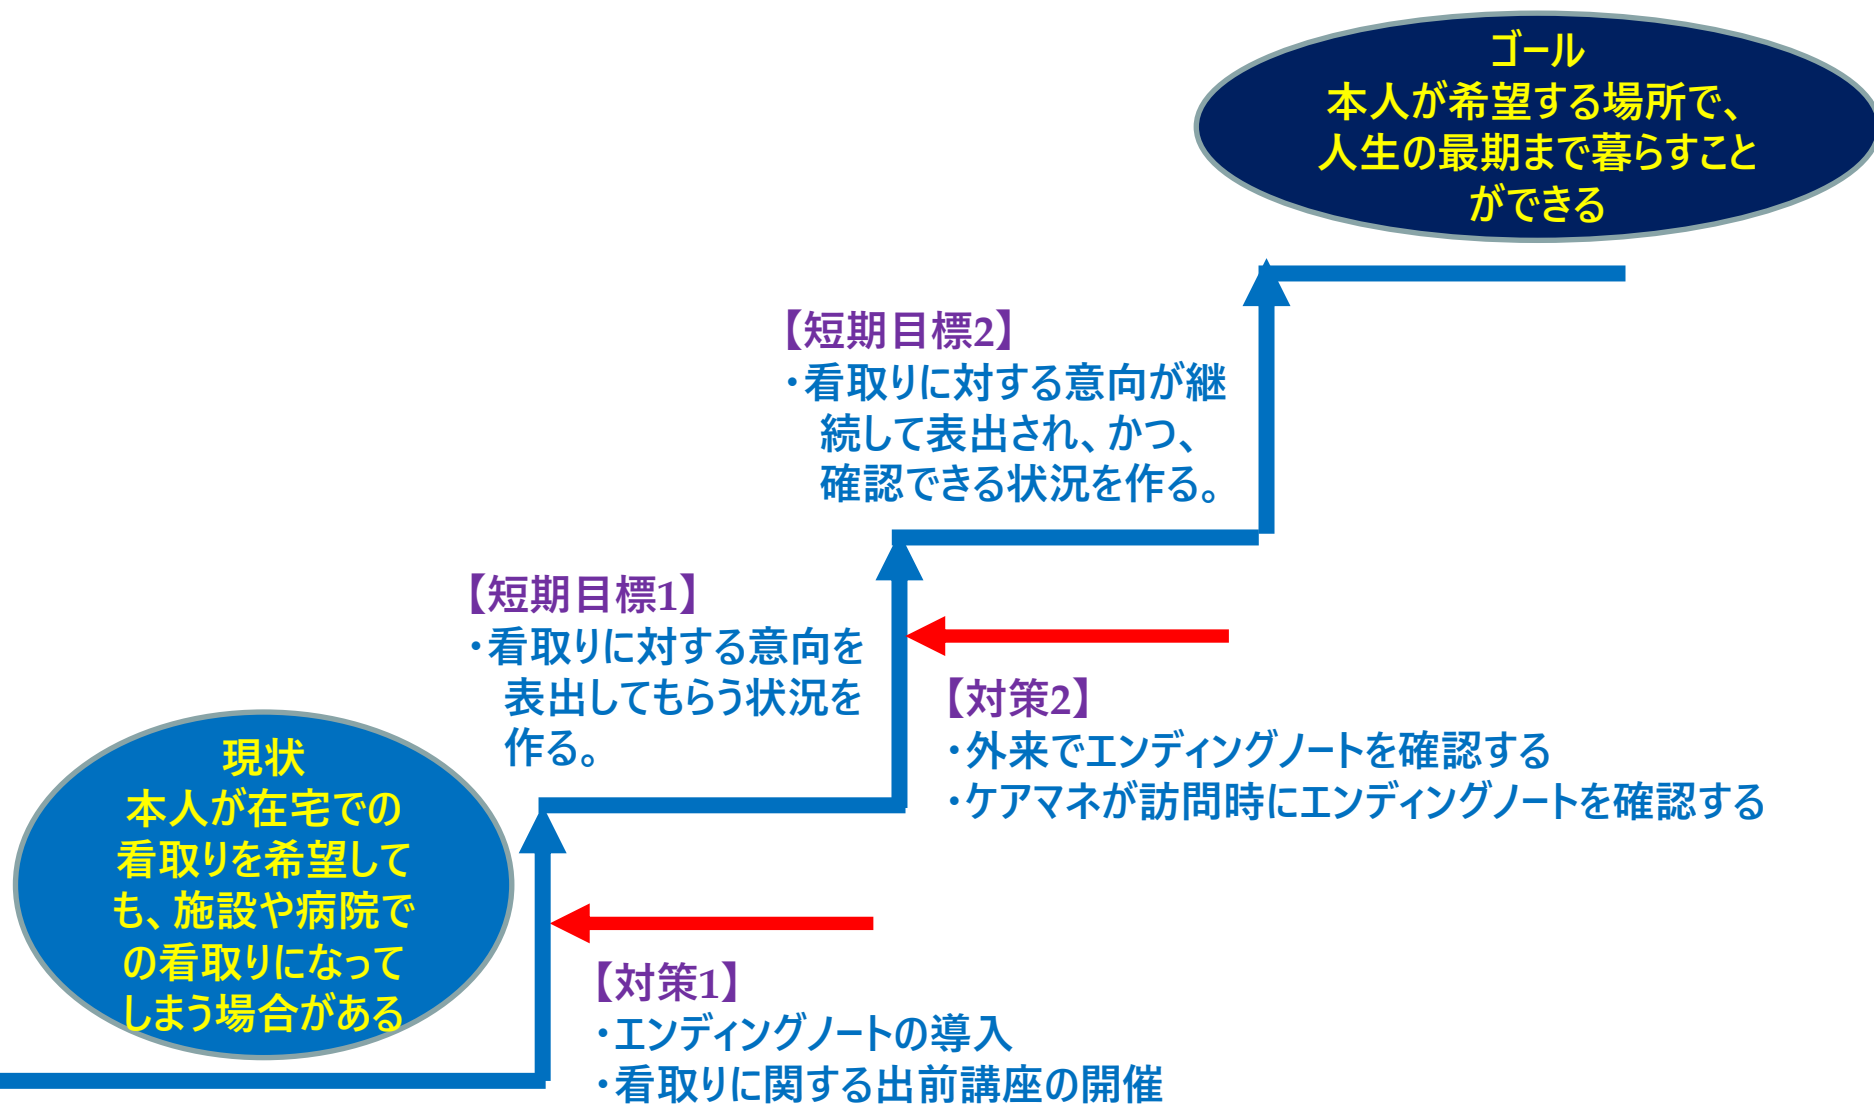 ゴール
本人が希望する場所で、
人生の最期まで暮らすこと
ができる
【短期目標2】
・看取りに対する意向が継
続して表出され、かつ、
確認できる状況を作る。
【短期目標1】
・看取りに対する意向を
表出してもらう状況を
作る。
【対策2】
・外来でエンディングノートを確認する
・ケアマネが訪問時にエンディングノートを確認する
現状
本人が在宅での
看取りを希望して
も、施設や病院で
の看取りになって
しまう場合がある
【対策1】
・エンディングノートの導入
・看取りに関する出前講座の開催